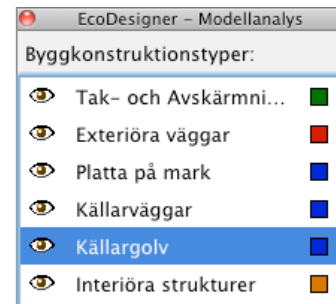 EcoDesigner – Modellanalys
Byggkonstruktionstyper:
Tak- och Avskärmni...
Exteriöra väggar
Platta på mark
Källarväggar
Källargolv
Interiöra strukturer